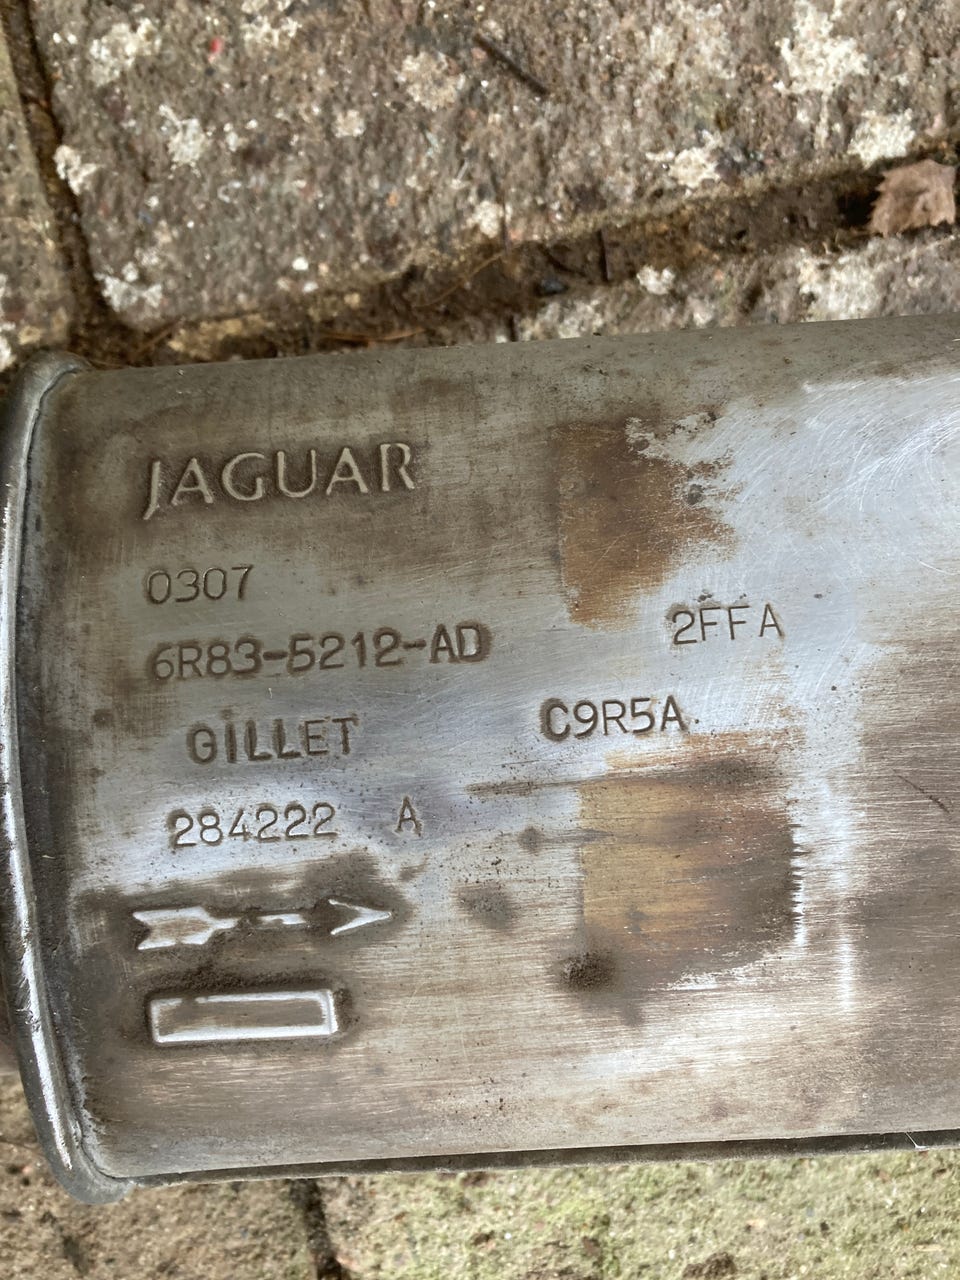 JAGUAR
0307
6R83-5212-AD 2FFA
GILLET C9R5A
284222 A